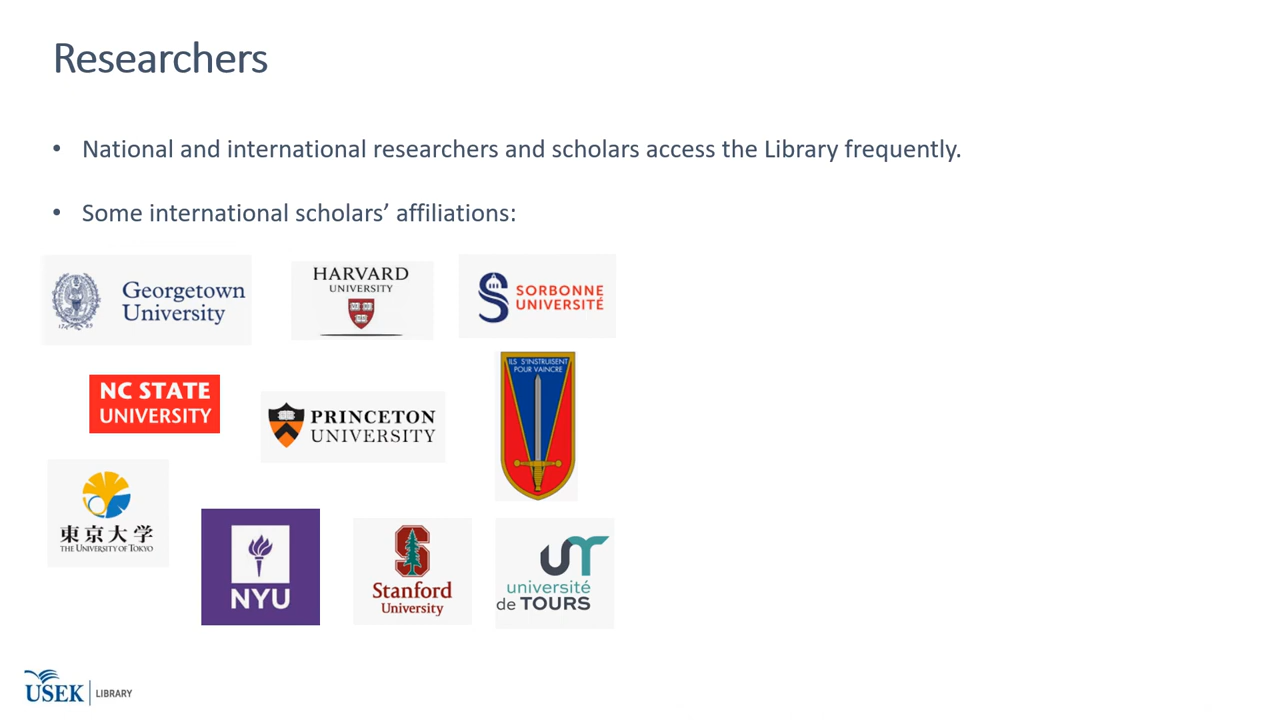 Researchers
• National and international researchers and scholars access the Library frequently.
• Some international scholars’ affiliations:
Georgetown
University
1789
HARVARD
UNIVERSITY
SORBONNE
UNIVERSITÉ
ILS S'INSTRUISENT
POUR VAINCRE
NC STATE
UNIVERSITY
PRINCETON
UNIVERSITY
東京大学
THE UNIVERSITY OF TOKYO
NYU
Stanford
University
université
de TOURS
USEK LIBRARY